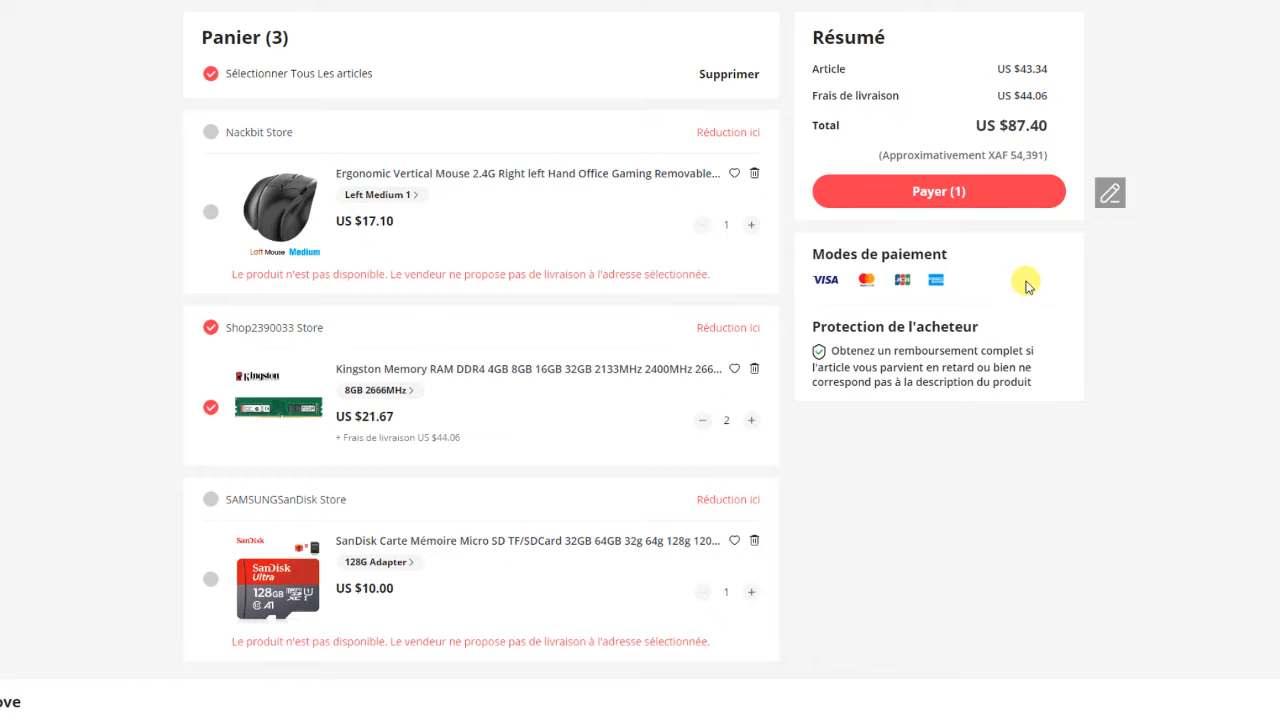 Panier (3)
Sélectionner Tous Les articles
Supprimer
Nackbit Store
Réduction ici
Ergonomic Vertical Mouse 2.4G Right left Hand Office Gaming Removable...
Left Medium 1
US $17.10
1
Left Mouse Medium
Le produit n'est pas disponible. Le vendeur ne propose pas de livraison à l'adresse sélectionnée.
Shop2390033 Store
Réduction ici
Kingston
Kingston Memory RAM DDR4 4GB 8GB 16GB 32GB 2133MHz 2400MHz 266...
8GB 2666MHz
US $21.67
2
+ Frais de livraison US $44.06
SAMSUNGSanDisk Store
Réduction ici
SanDisk
SanDisk Carte Mémoire Micro SD TF/SDCard 32GB 64GB 32g 64g 128g 120...
128G Adapter
SanDisk
Ultra
128GB
A1
US $10.00
1
Le produit n'est pas disponible. Le vendeur ne propose pas de livraison à l'adresse sélectionnée.
Résumé
Article US $43.34
Frais de livraison US $44.06
Total US $87.40
(Approximativement XAF 54,391)
Payer (1)
Modes de paiement
VISA
Protection de l'acheteur
Obtenez un remboursement complet si
l'article vous parvient en retard ou bien ne
correspond pas à la description du produit
ove